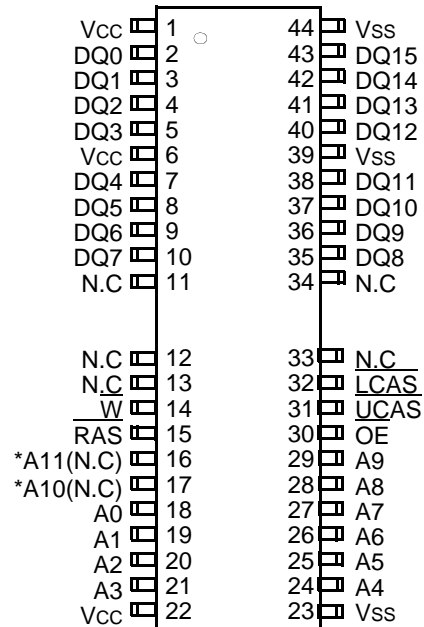 Vcc 1 44 Vss
DQ0 2 43 DQ15
DQ1 3 42 DQ14
DQ2 4 41 DQ13
DQ3 5 40 DQ12
Vcc 6 39 Vss
DQ4 7 38 DQ11
DQ5 8 37 DQ10
DQ6 9 36 DQ9
DQ7 10 35 DQ8
N.C 11 34 N.C
N.C 12 33 N.C
N.C 13 32 LCAS
W 14 31 UCAS
RAS 15 30 OE
*A11(N.C) 16 29 A9
*A10(N.C) 17 28 A8
A0 18 27 A7
A1 19 26 A6
A2 20 25 A5
A3 21 24 A4
Vcc 22 23 Vss